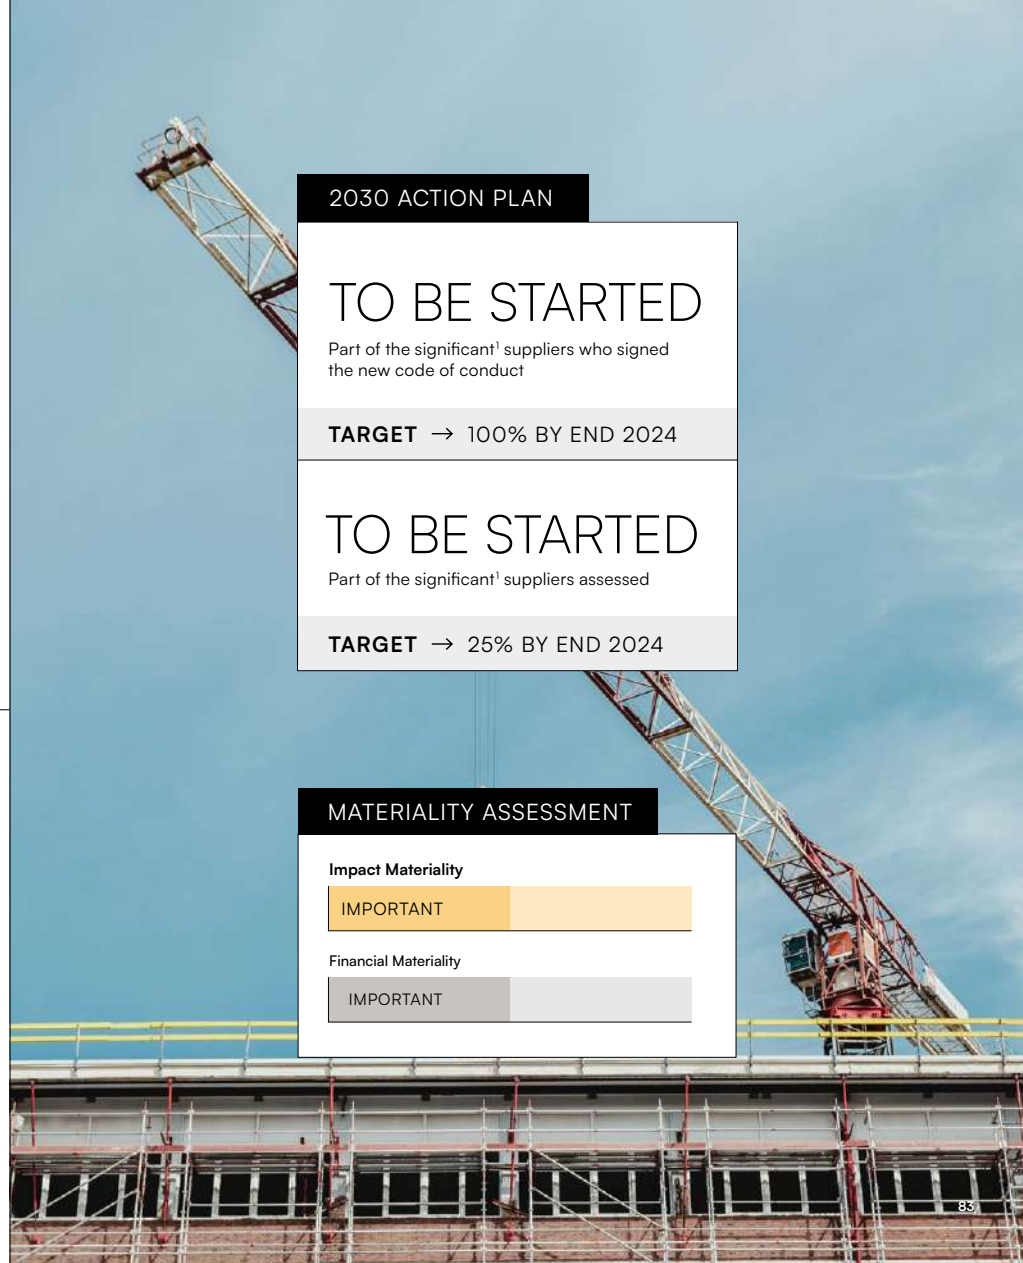 2030 ACTION PLAN
TO BE STARTED
Part of the significant¹ suppliers who signed
the new code of conduct
TARGET → 100% BY END 2024
TO BE STARTED
Part of the significant¹ suppliers assessed
TARGET → 25% BY END 2024
MATERIALITY ASSESSMENT
Impact Materiality
IMPORTANT
Financial Materiality
IMPORTANT
83